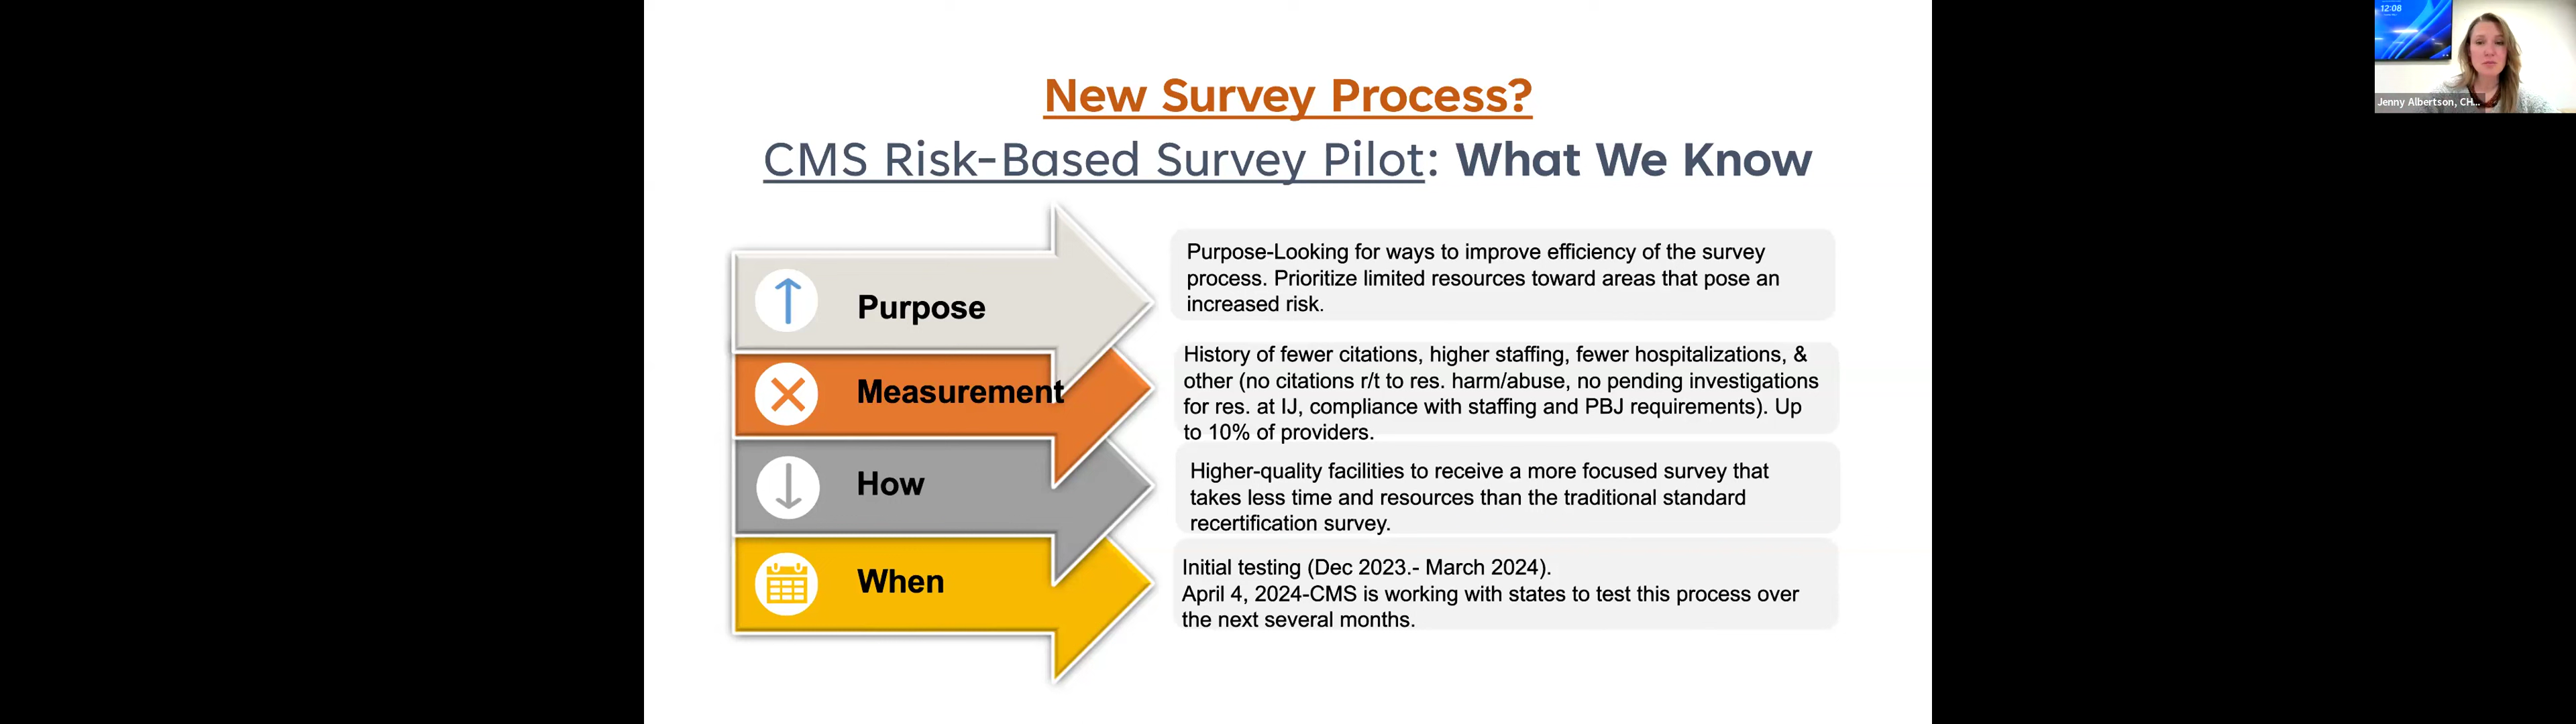 New Survey Process?
CMS Risk-Based Survey Pilot: What We Know
Purpose
Purpose-Looking for ways to improve efficiency of the survey
process. Prioritize limited resources toward areas that pose an
increased risk.
Measurement
History of fewer citations, higher staffing, fewer hospitalizations, &
other (no citations r/t to res. harm/abuse, no pending investigations
for res. at IJ, compliance with staffing and PBJ requirements). Up
to 10% of providers.
How
Higher-quality facilities to receive a more focused survey that
takes less time and resources than the traditional standard
recertification survey.
When
Initial testing (Dec 2023.- March 2024).
April 4, 2024-CMS is working with states to test this process over
the next several months.
12:08
Jenny Albertson, CH...